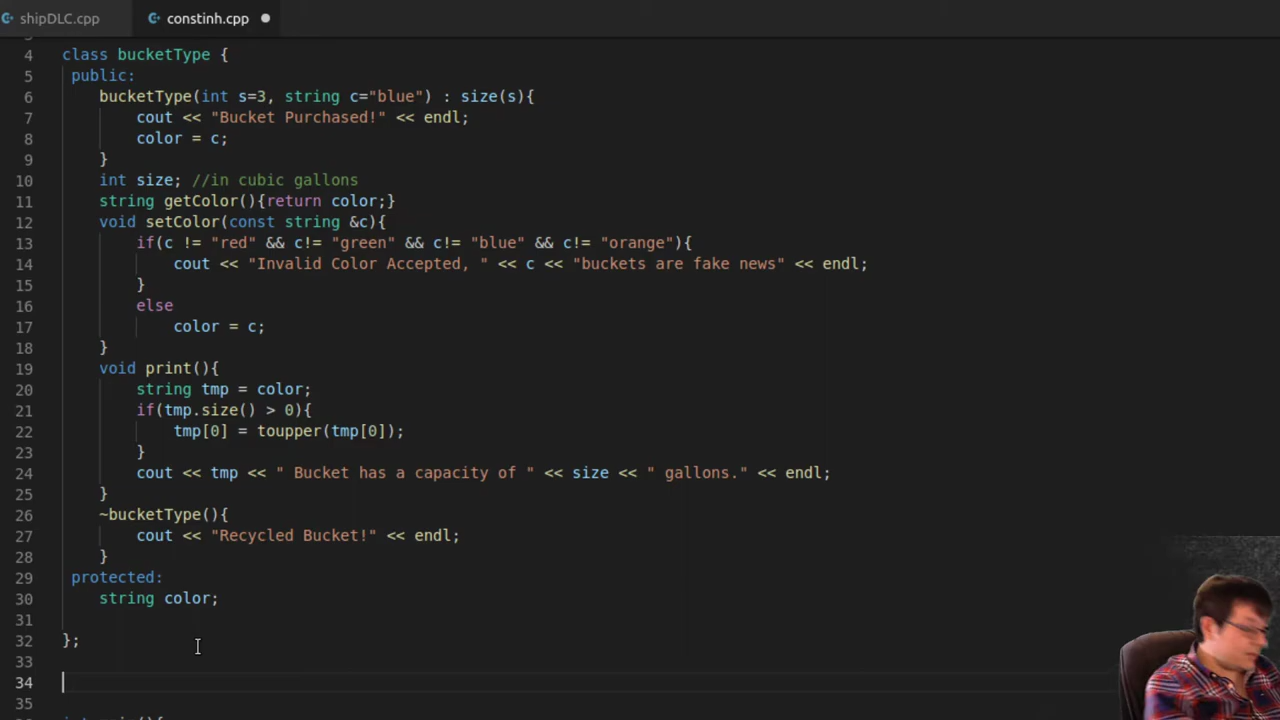 shipDLC.cpp constinh.cpp
4 class bucketType {
5 public:
6 bucketType(int s=3, string c="blue") : size(s){
7 cout << "Bucket Purchased!" << endl;
8 color = c;
9 }
10 int size; //in cubic gallons
11 string getColor(){return color;}
12 void setColor(const string &c){
13 if(c != "red" && c!= "green" && c!= "blue" && c!= "orange"){
14 cout << "Invalid Color Accepted, " << c << "buckets are fake news" << endl;
15 }
16 else
17 color = c;
18 }
19 void print(){
20 string tmp = color;
21 if(tmp.size() > 0){
22 tmp[0] = toupper(tmp[0]);
23 }
24 cout << tmp << " Bucket has a capacity of " << size << " gallons." << endl;
25 }
26 ~bucketType(){
27 cout << "Recycled Bucket!" << endl;
28 }
29 protected:
30 string color;
31
32 };
33
34
35